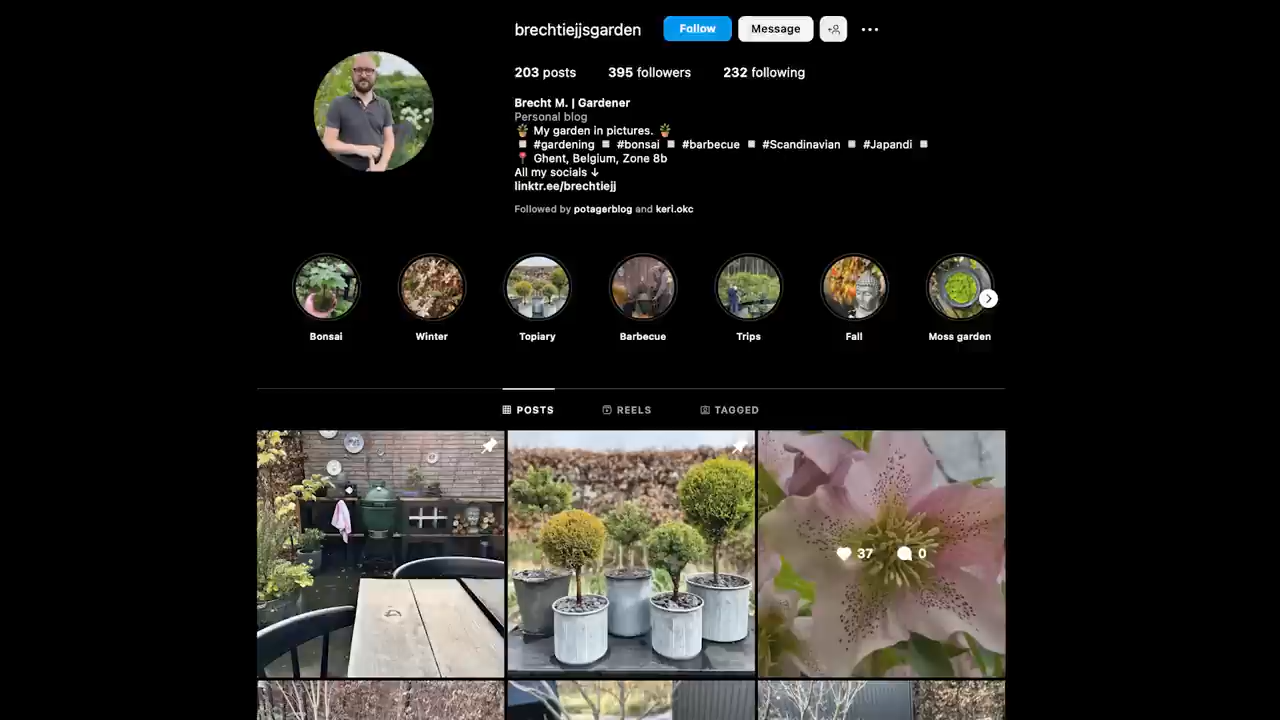 brechtiejjsgarden Follow Message
203 posts 395 followers 232 following
Brecht M. | Gardener
Personal blog
🪴 My garden in pictures. 🪴
◻️ #gardening ◽ #bonsai ◽ #barbecue ◽ #Scandinavian ◽ #Japandi ◽
📍 Ghent, Belgium, Zone 8b
All my socials ↓
linktr.ee/brechtiejj
Followed by potagerblog and keri.okc
Bonsai Winter Topiary Barbecue Trips Fall Moss garden
POSTS REELS TAGGED
37 0